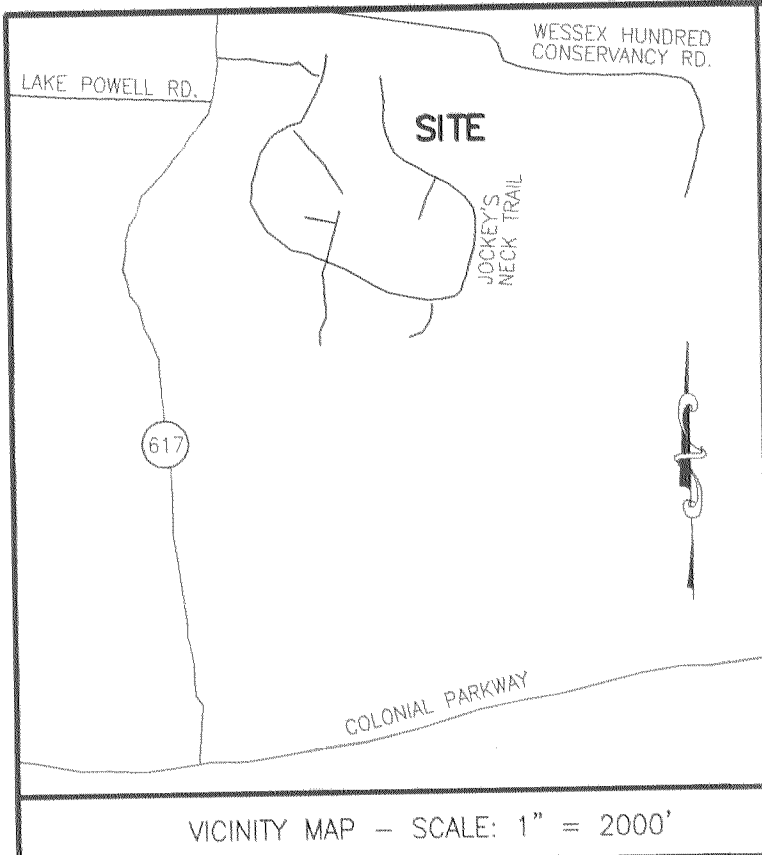 WESSEX HUNDRED
CONSERVANCY RD.
LAKE POWELL RD.
SITE
JOCKEY'S
NECK TRAIL
617
COLONIAL PARKWAY
VICINITY MAP – SCALE: 1" = 2000'